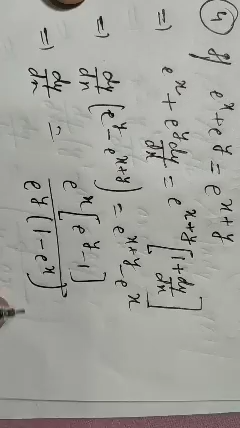 ④ If e^x + e^y = e^{x+y}
⇒ e^x + e^y dy/dx = e^{x+y} [1 + dy/dx]
⇒ dy/dx (e^y - e^{x+y}) = e^{x+y} - e^x
⇒ dy/dx = e^x [e^y - 1] / e^y (1 - e^x)